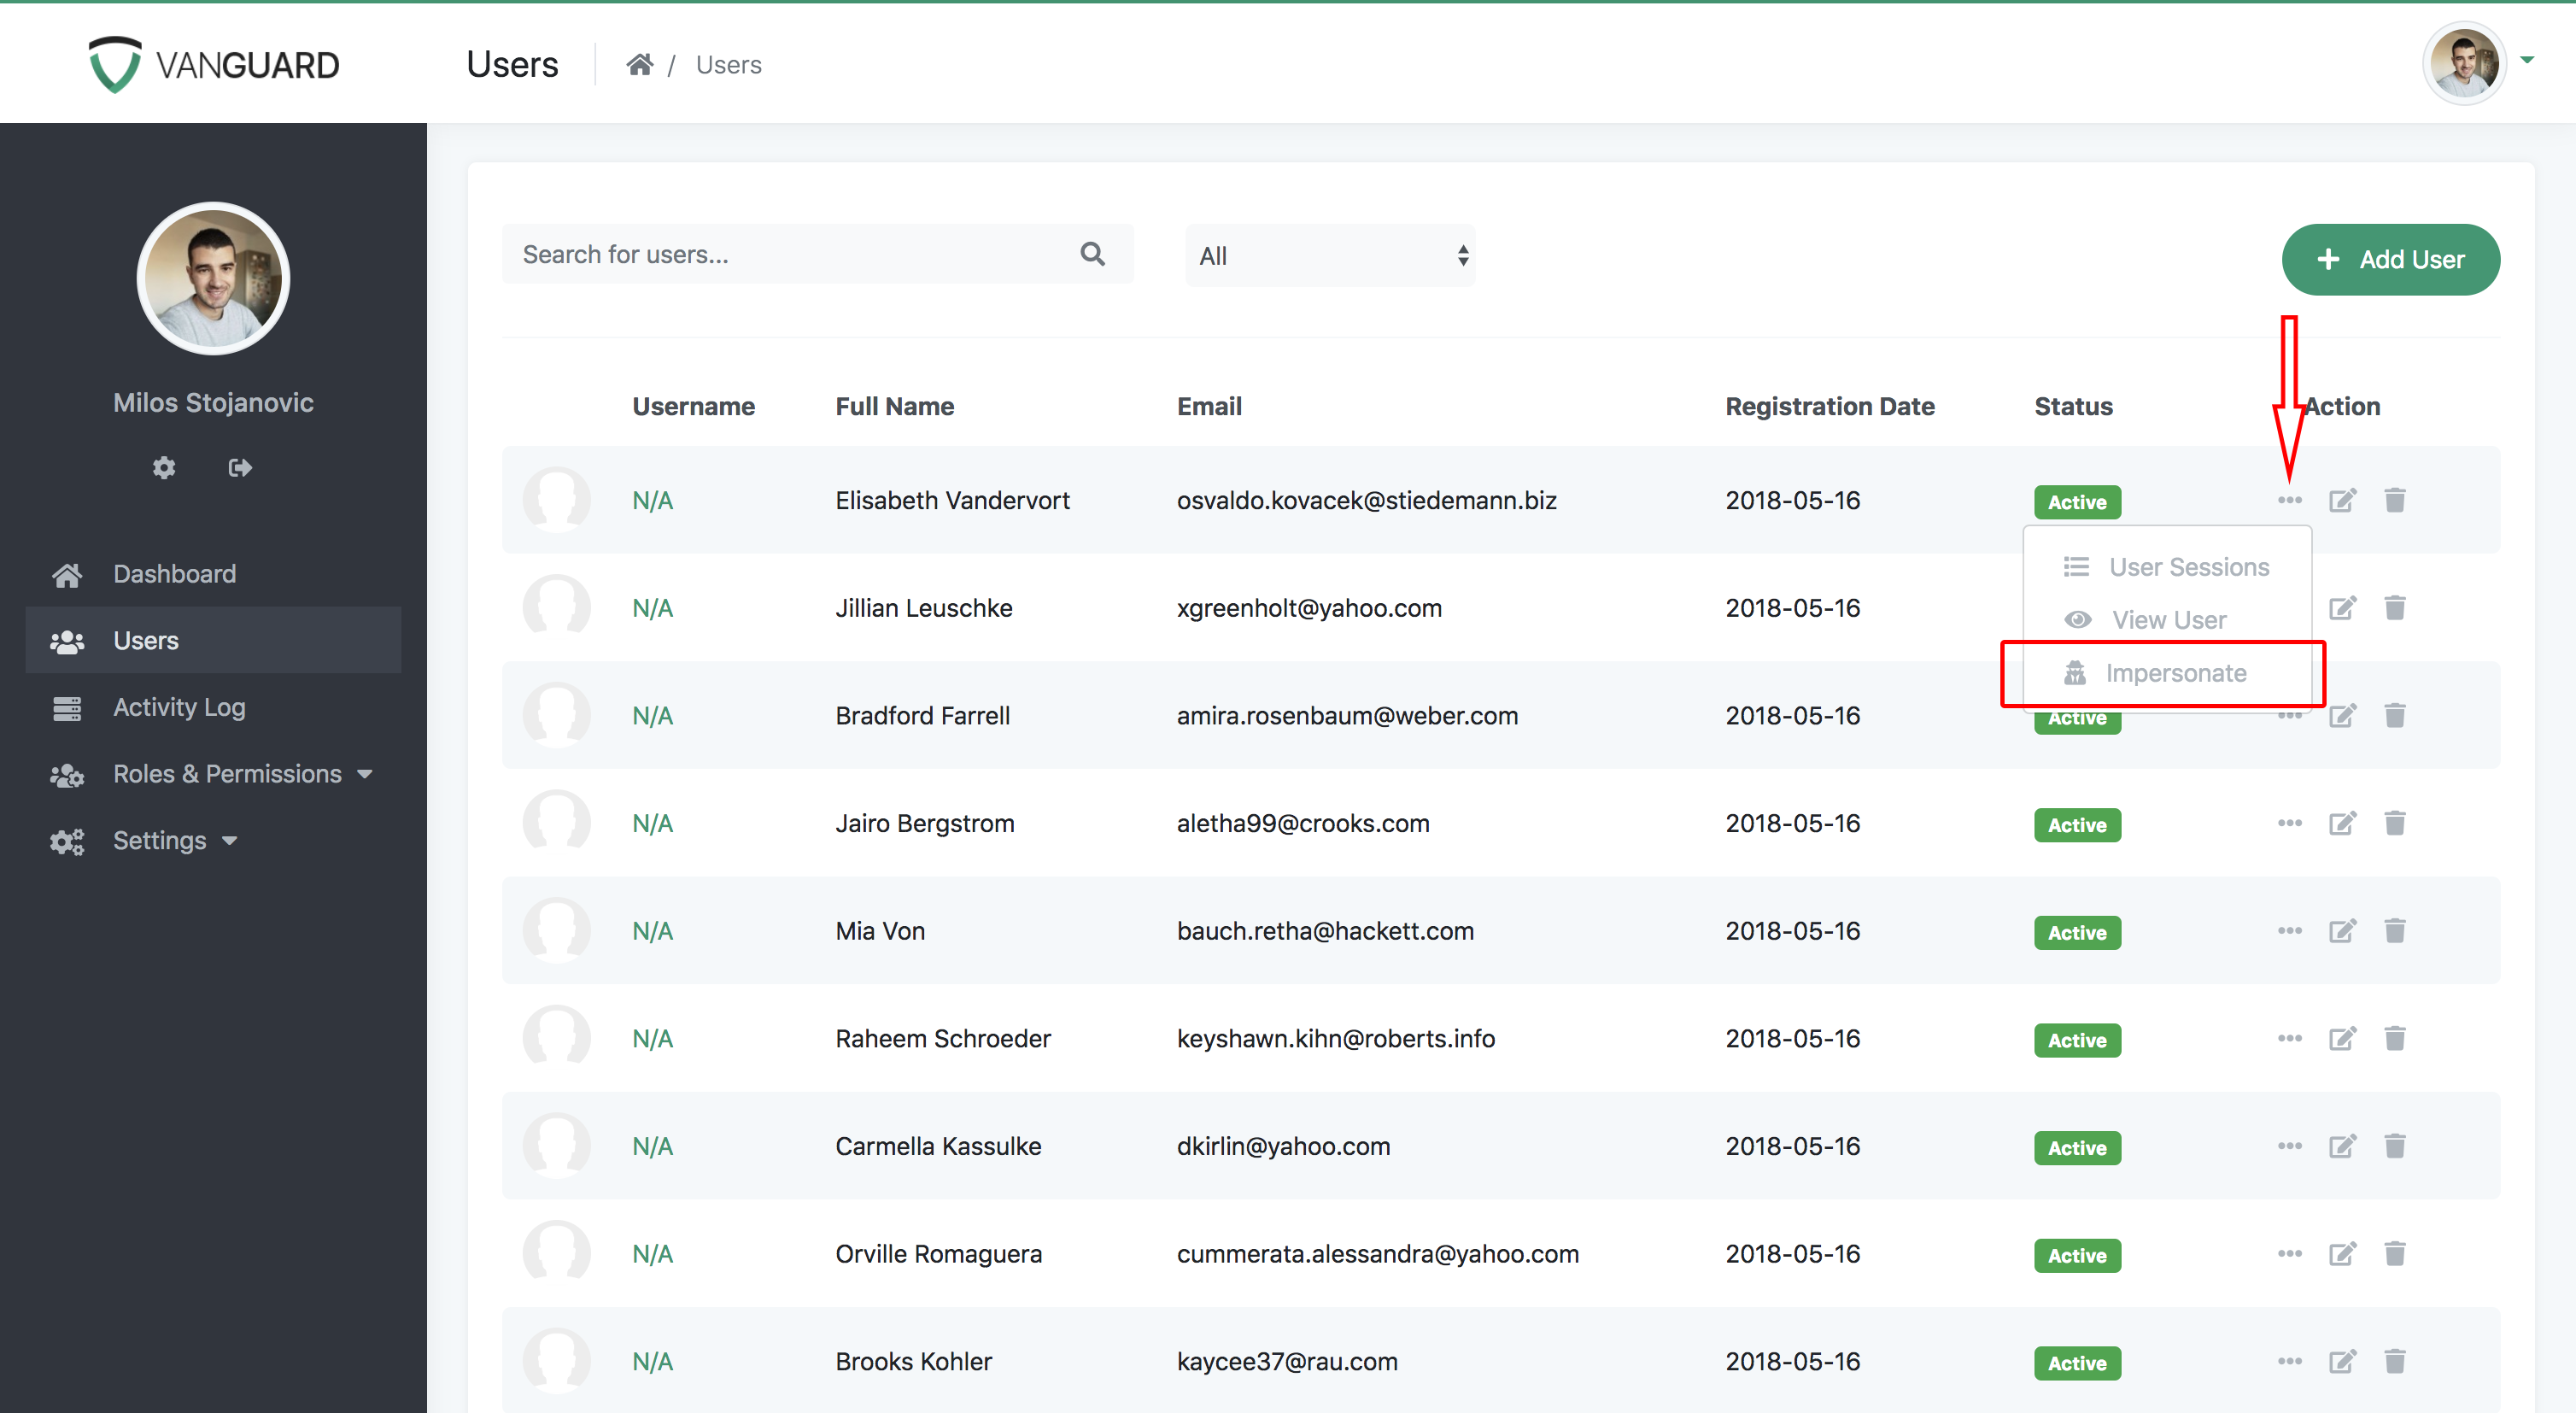 VANGUARD
Users
/ Users
Milos Stojanovic
Dashboard
Users
Activity Log
Roles & Permissions
Settings
Search for users...
All
+ Add User
Username Full Name Email Registration Date Status Action
N/A Elisabeth Vandervort osvaldo.kovacek@stiedemann.biz 2018-05-16 Active
User Sessions
View User
Impersonate
N/A Jillian Leuschke xgreenholt@yahoo.com 2018-05-16
N/A Bradford Farrell amira.rosenbaum@weber.com 2018-05-16 Active
N/A Jairo Bergstrom aletha99@crooks.com 2018-05-16 Active
N/A Mia Von bauch.retha@hackett.com 2018-05-16 Active
N/A Raheem Schroeder keyshawn.kihn@roberts.info 2018-05-16 Active
N/A Carmella Kassulke dkirlin@yahoo.com 2018-05-16 Active
N/A Orville Romaguera cummerata.alessandra@yahoo.com 2018-05-16 Active
N/A Brooks Kohler kaycee37@rau.com 2018-05-16 Active